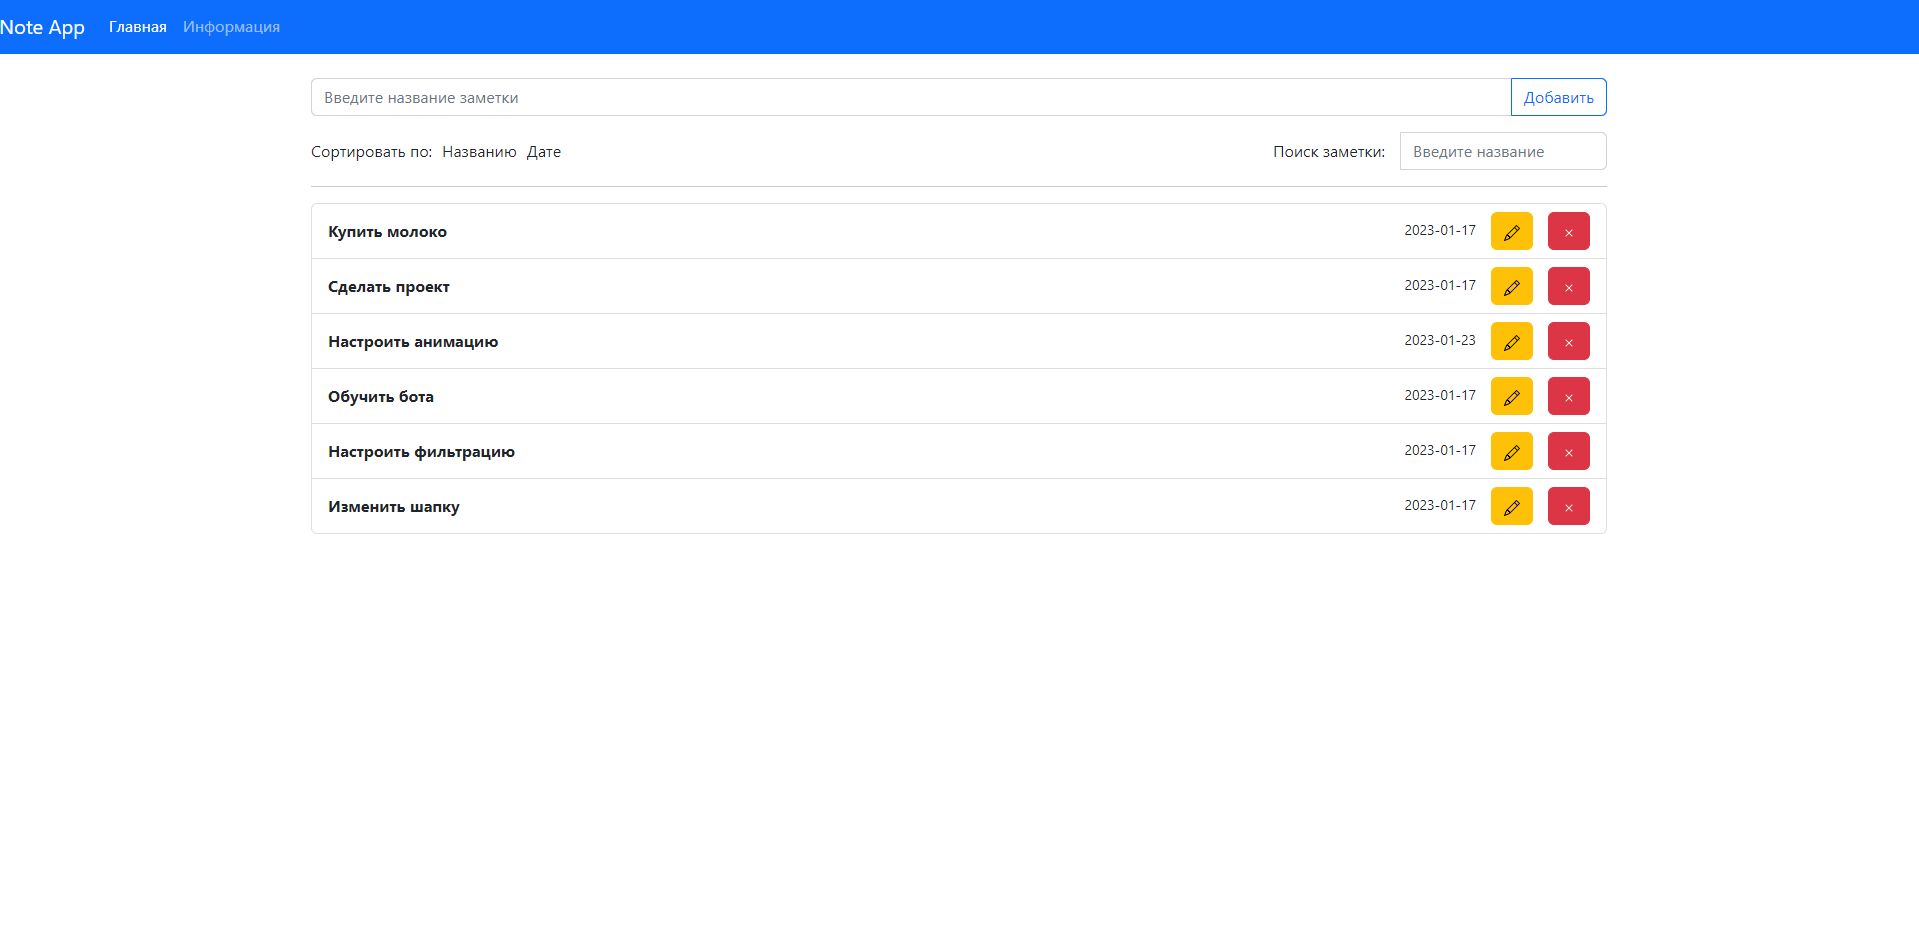 Note App Главная Информация
Введите название заметки Добавить
Сортировать по: Названию Дате Поиск заметки: Введите название
Купить молоко 2023-01-17
Сделать проект 2023-01-17
Настроить анимацию 2023-01-23
Обучить бота 2023-01-17
Настроить фильтрацию 2023-01-17
Изменить шапку 2023-01-17